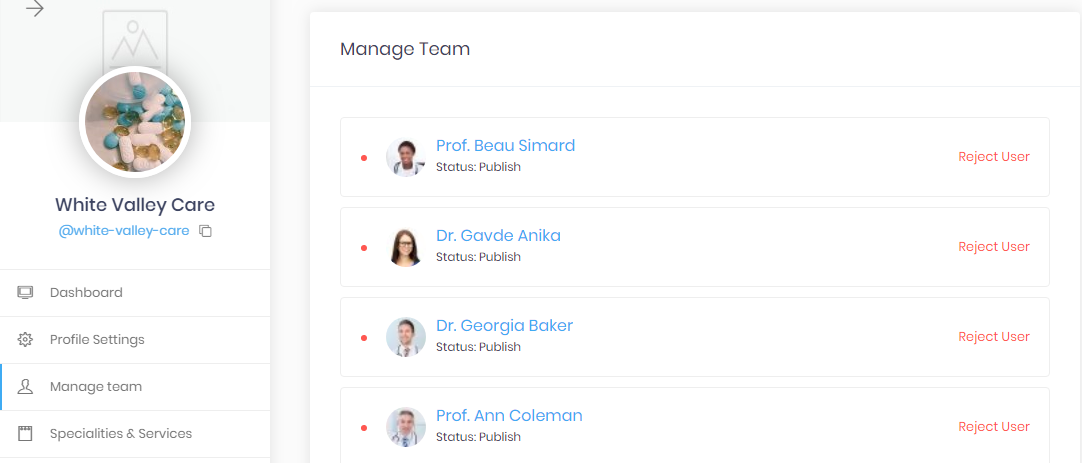 White Valley Care
@white-valley-care
Dashboard
Profile Settings
Manage team
Specialities & Services
Manage Team
Prof. Beau Simard
Status: Publish
Reject User
Dr. Gavde Anika
Status: Publish
Reject User
Dr. Georgia Baker
Status: Publish
Reject User
Prof. Ann Coleman
Status: Publish
Reject User